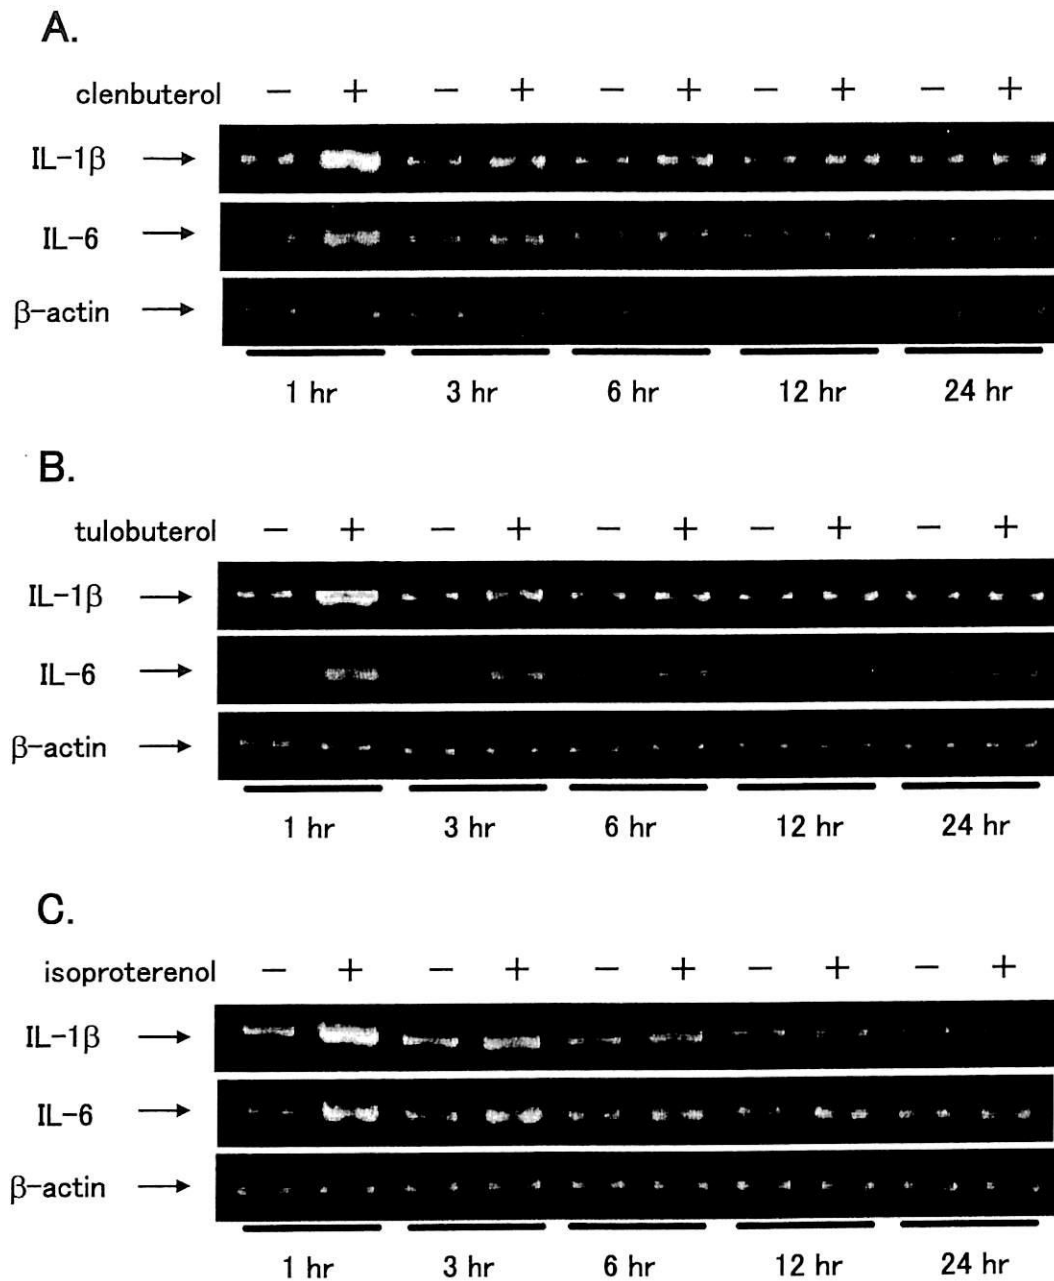 A.
clenbuterol − + − + − + − + − +
IL-1β →
IL-6 →
β-actin →
1 hr 3 hr 6 hr 12 hr 24 hr
B.
tulobuterol − + − + − + − + − +
IL-1β →
IL-6 →
β-actin →
1 hr 3 hr 6 hr 12 hr 24 hr
C.
isoproterenol − + − + − + − + − +
IL-1β →
IL-6 →
β-actin →
1 hr 3 hr 6 hr 12 hr 24 hr